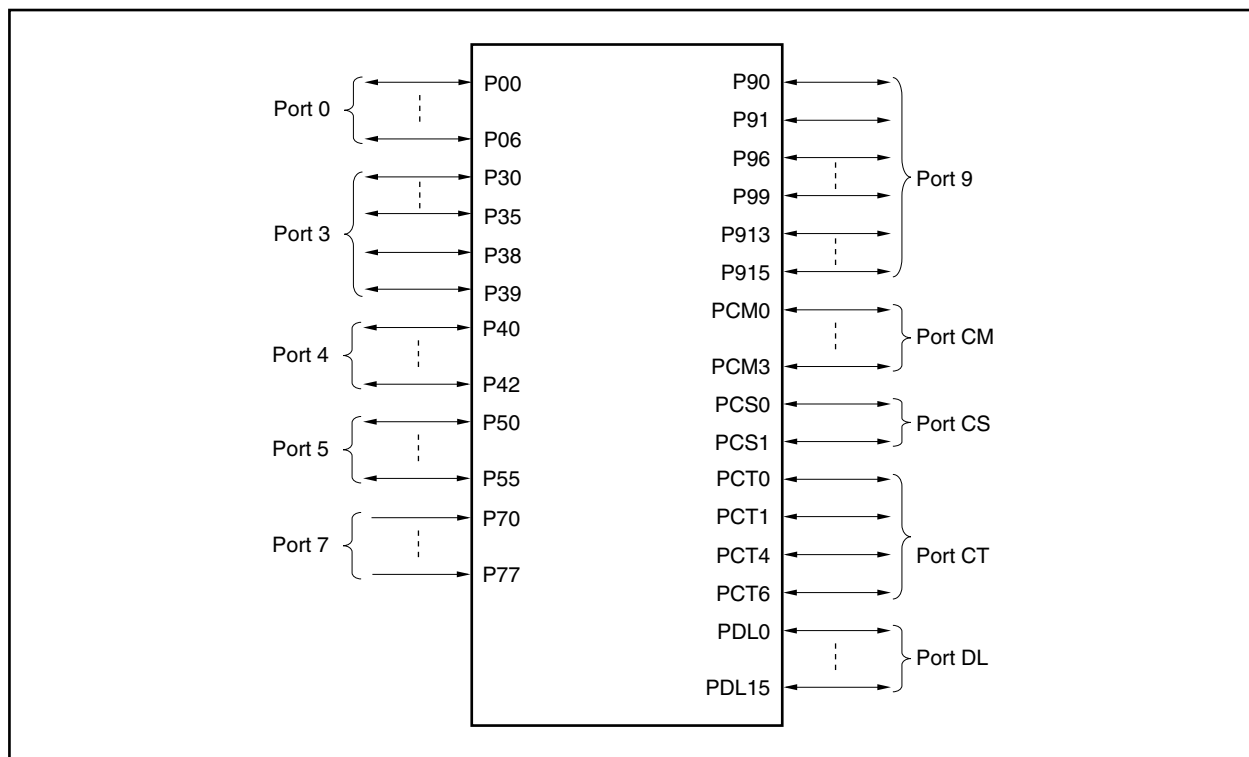 Port 0
P00
P06
Port 3
P30
P35
P38
P39
Port 4
P40
P42
Port 5
P50
P55
Port 7
P70
P77
P90
P91
P96
P99
P913
P915
Port 9
PCM0
PCM3
Port CM
PCS0
PCS1
Port CS
PCT0
PCT1
PCT4
PCT6
Port CT
PDL0
PDL15
Port DL